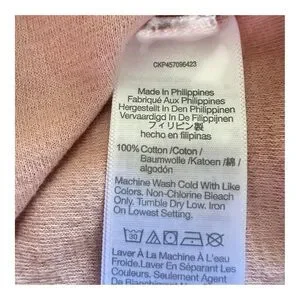 CKP457096423
Made In Philippines
Fabriqué Aux Philippines
Hergestellt In Den Philippinen
Vervaardigd In De Filippijnen
フィリピン製
hecho en filipinas
100% Cotton /Coton /
Baumwolle /Katoen /綿 /
algodón
Machine Wash Cold With Like
Colors. Non-Chlorine Bleach
Only. Tumble Dry Low. Iron
On Lowest Setting.
Laver À La Machine À L'eau
Froide.Laver En Séparant Les
Couleurs. Seulement Agent